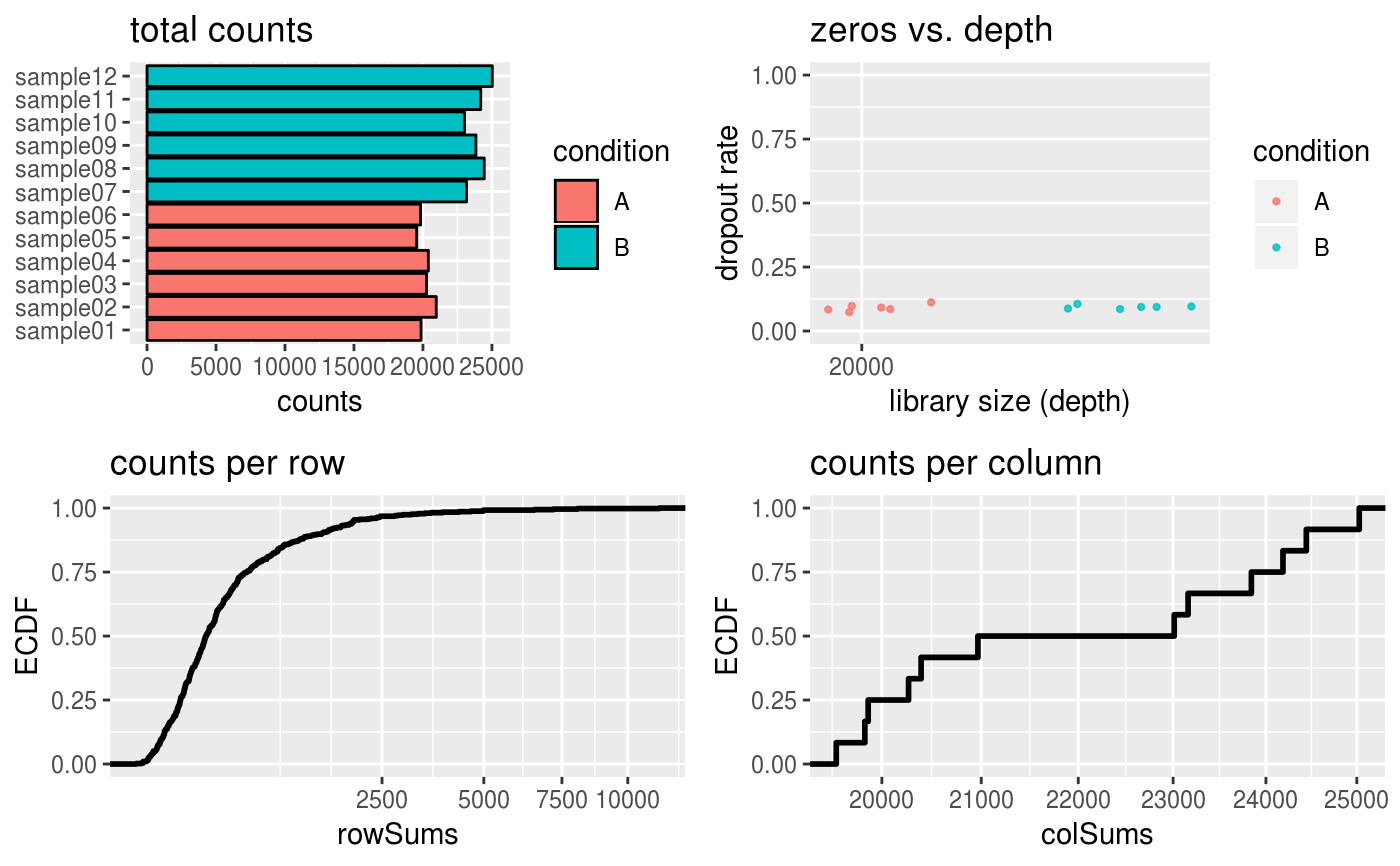 total counts
sample12
sample11
sample10
sample09
sample08
sample07
sample06
sample05
sample04
sample03
sample02
sample01
0 5000 10000 15000 20000 25000
counts
condition
A
B
zeros vs. depth
dropout rate
1.00
0.75
0.50
0.25
0.00
20000
library size (depth)
condition
A
B
counts per row
ECDF
1.00
0.75
0.50
0.25
0.00
2500 5000 7500 10000
rowSums
counts per column
ECDF
1.00
0.75
0.50
0.25
0.00
20000 21000 22000 23000 24000 25000
colSums